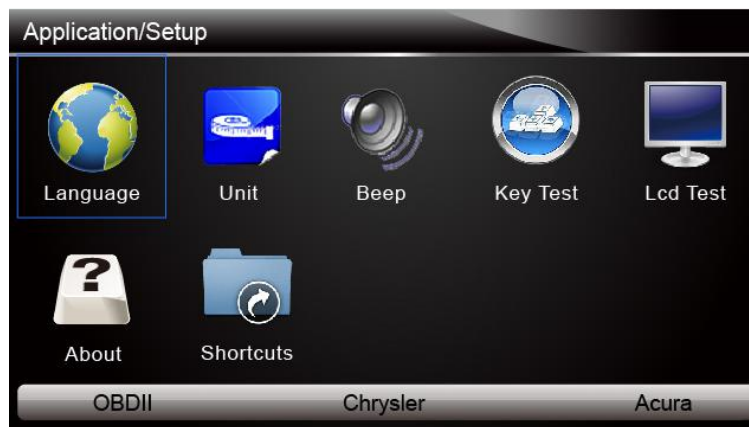 Application/Setup
Language Unit Beep Key Test Lcd Test
?
About Shortcuts
OBDII Chrysler Acura